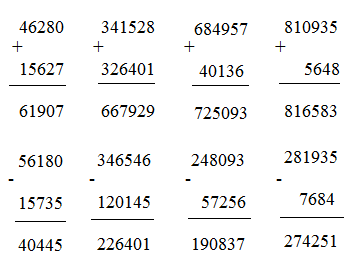 46280 341528 684957 810935
+ + + +
15627 326401 40136 5648
61907 667929 725093 816583
56180 346546 248093 281935
- - - -
15735 120145 57256 7684
40445 226401 190837 274251